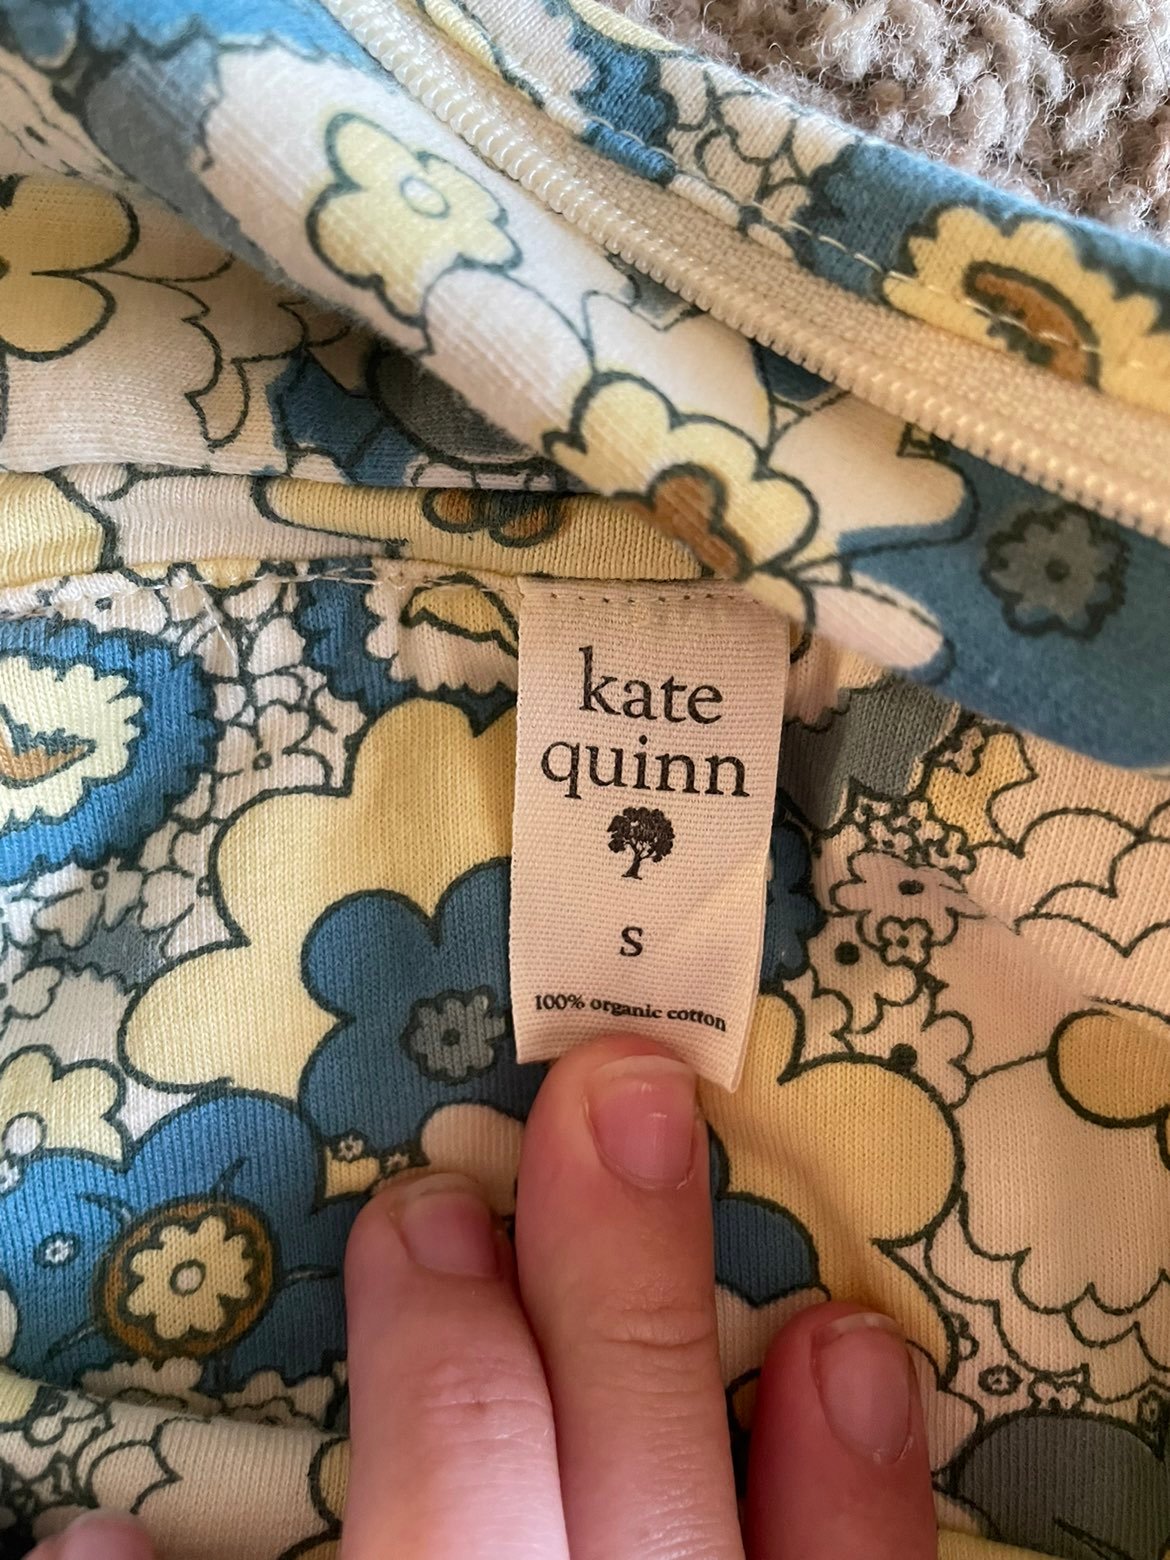 kate
quinn
S
100% organic cotton